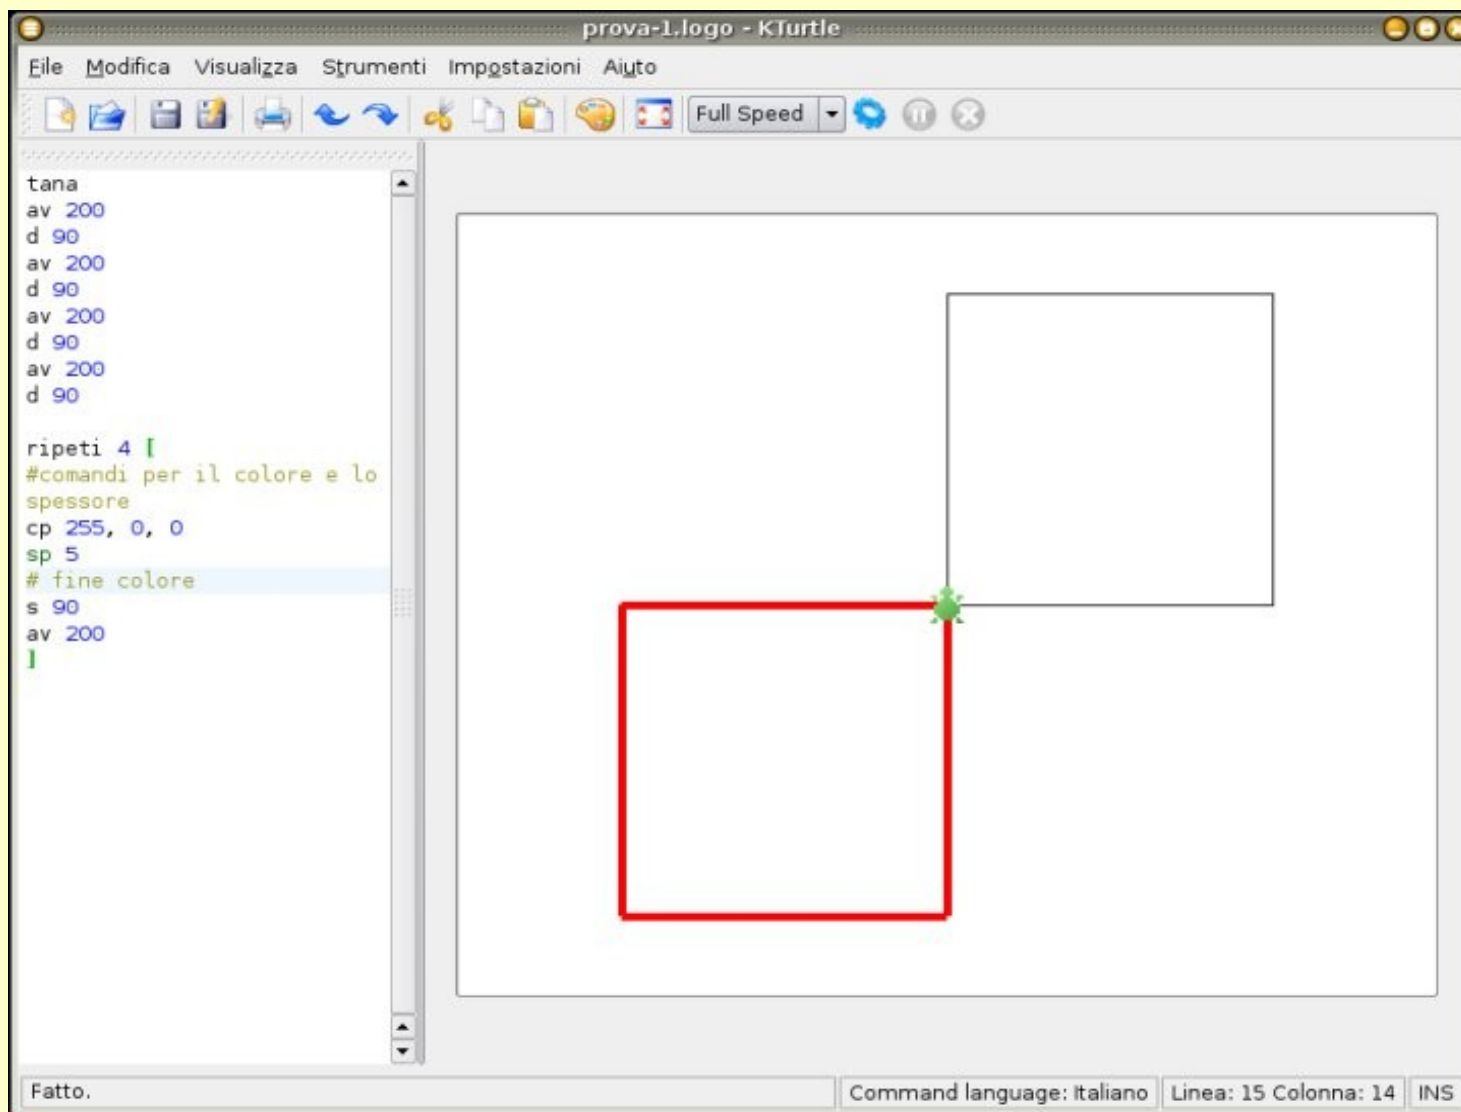 prova-1.logo - KTurtle
File Modifica Visualizza Strumenti Impostazioni Aiuto
Full Speed
tana
av 200
d 90
av 200
d 90
av 200
d 90
av 200
d 90
ripeti 4 [
#comandi per il colore e lo
spessore
cp 255, 0, 0
sp 5
# fine colore
s 90
av 200
]
Fatto.
Command language: Italiano
Linea: 15 Colonna: 14
INS